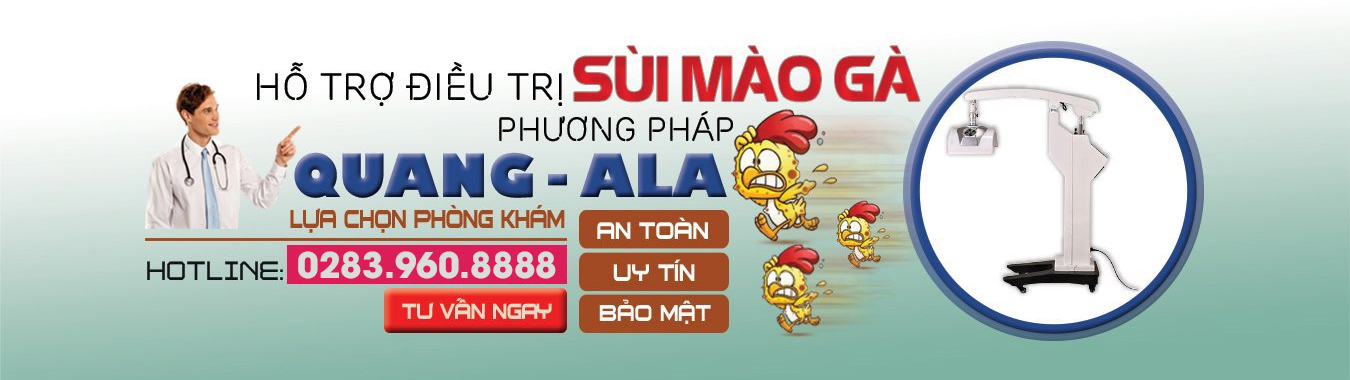 HỖ TRỢ ĐIỀU TRỊ SÙI MÀO GÀ
PHƯƠNG PHÁP
QUANG - ALA
LỰA CHỌN PHÒNG KHÁM
HOTLINE: 0283.960.8888
TƯ VẤN NGAY
AN TOÀN
UY TÍN
BẢO MẬT